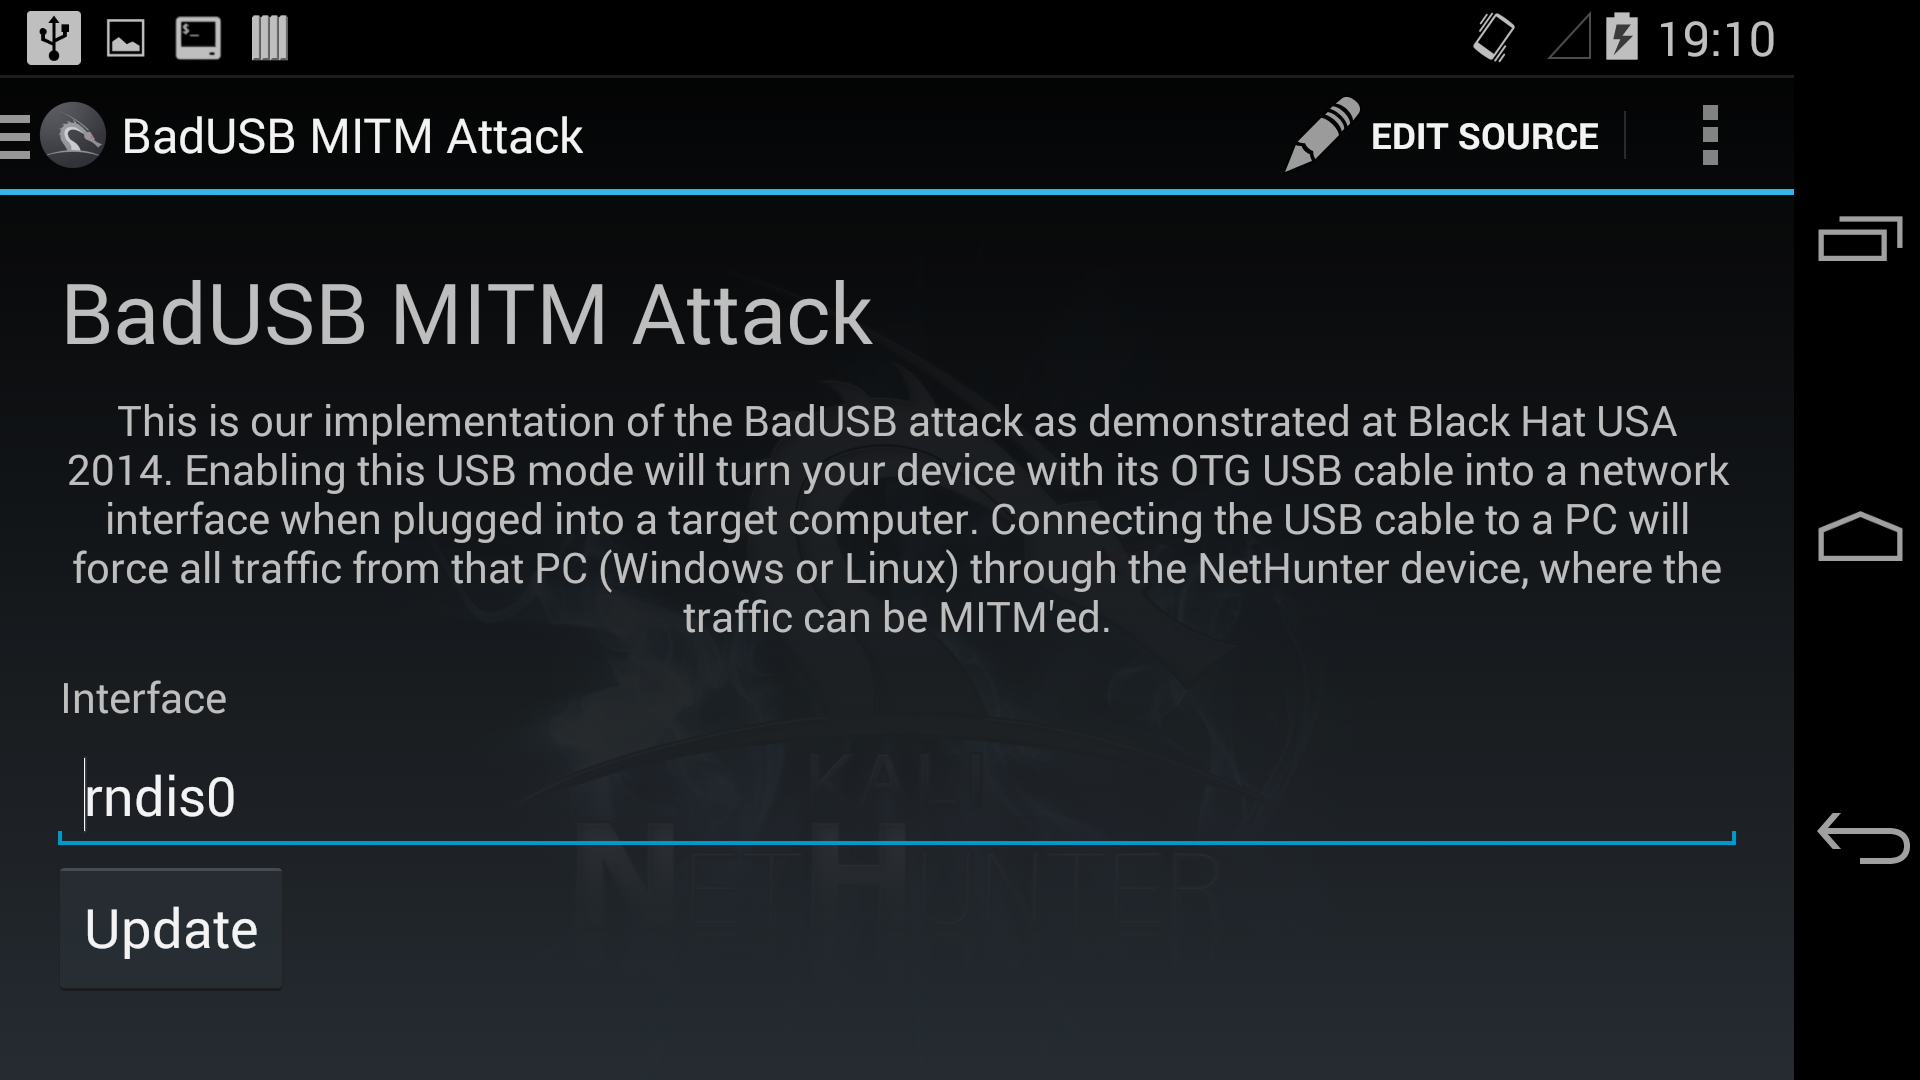 19:10
BadUSB MITM Attack
EDIT SOURCE
BadUSB MITM Attack
This is our implementation of the BadUSB attack as demonstrated at Black Hat USA
2014. Enabling this USB mode will turn your device with its OTG USB cable into a network
interface when plugged into a target computer. Connecting the USB cable to a PC will
force all traffic from that PC (Windows or Linux) through the NetHunter device, where the
traffic can be MITM'ed.
Interface
rndis0
Update
KALI
NETHUNTER